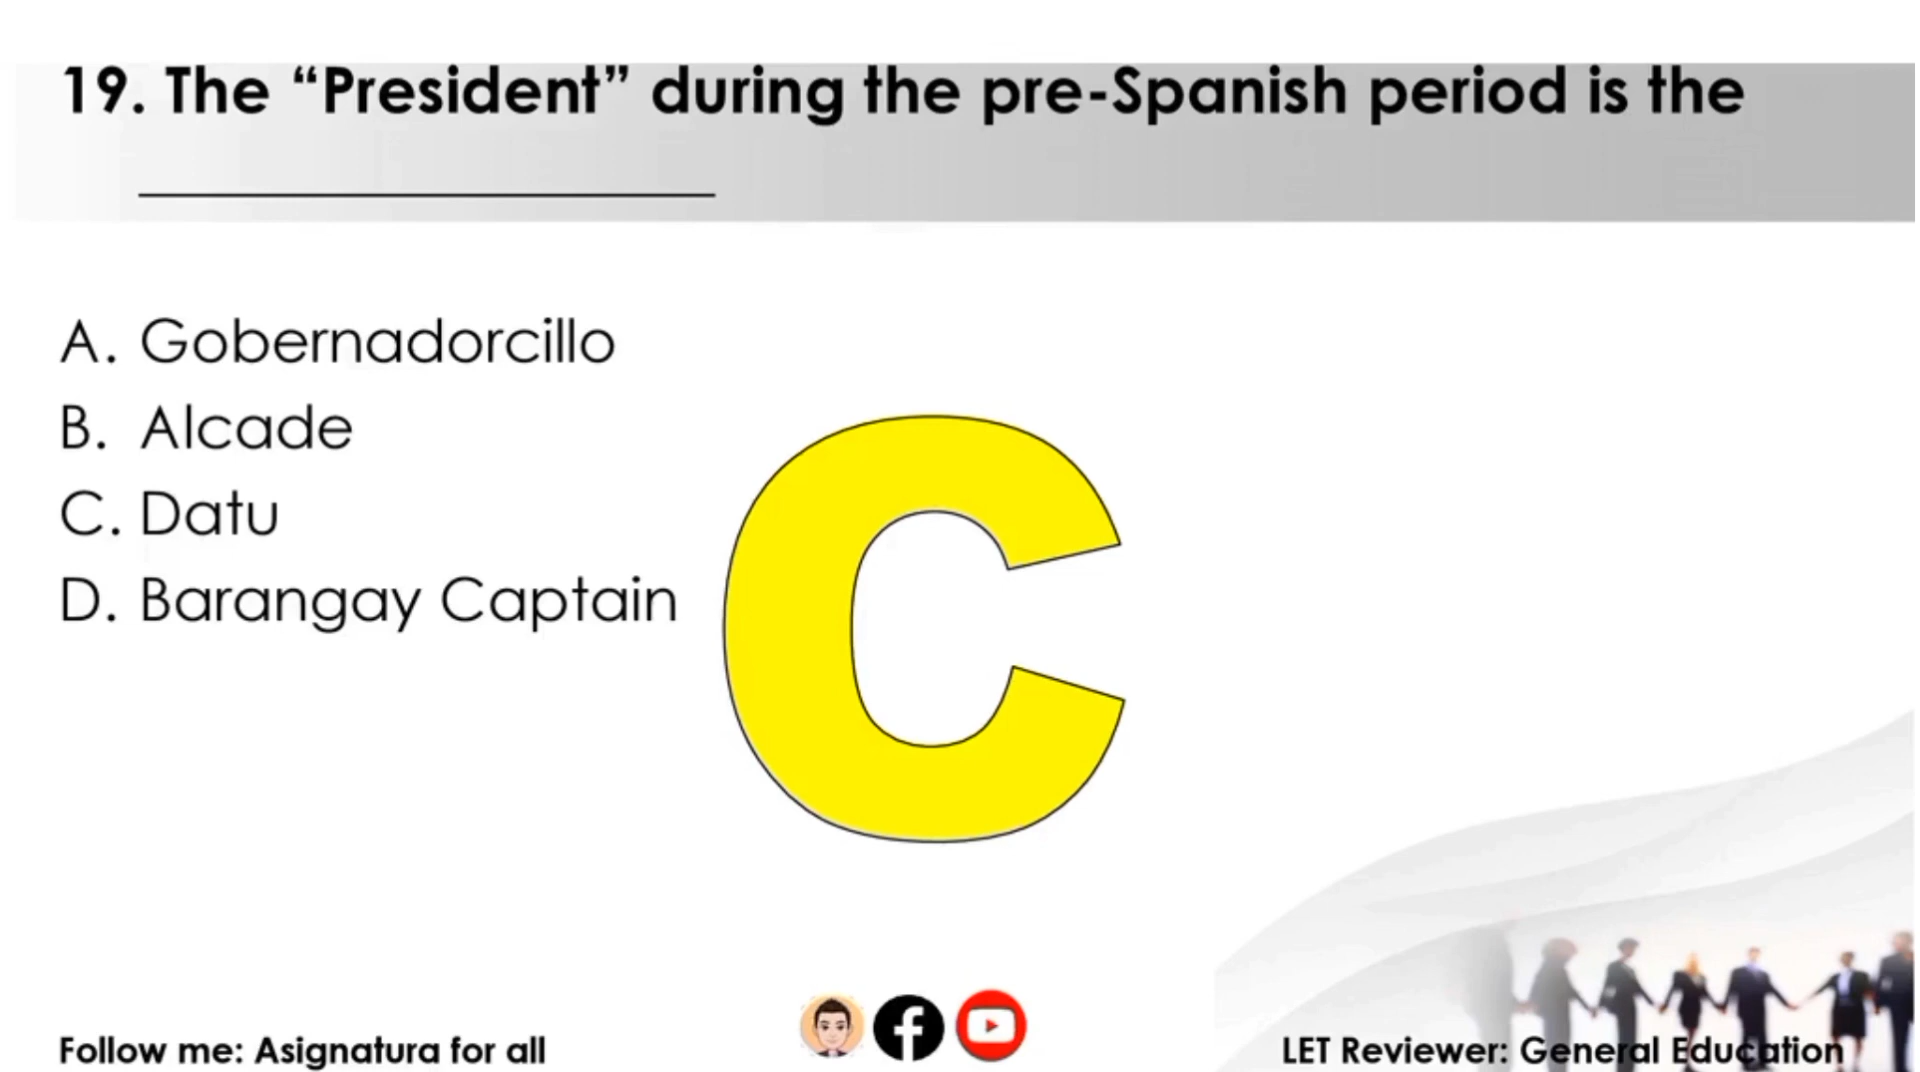 19. The “President” during the pre-Spanish period is the
____________________
A. Gobernadorcillo
B. Alcade
C. Datu
D. Barangay Captain
C
Follow me: Asignatura for all
LET Reviewer: General Education